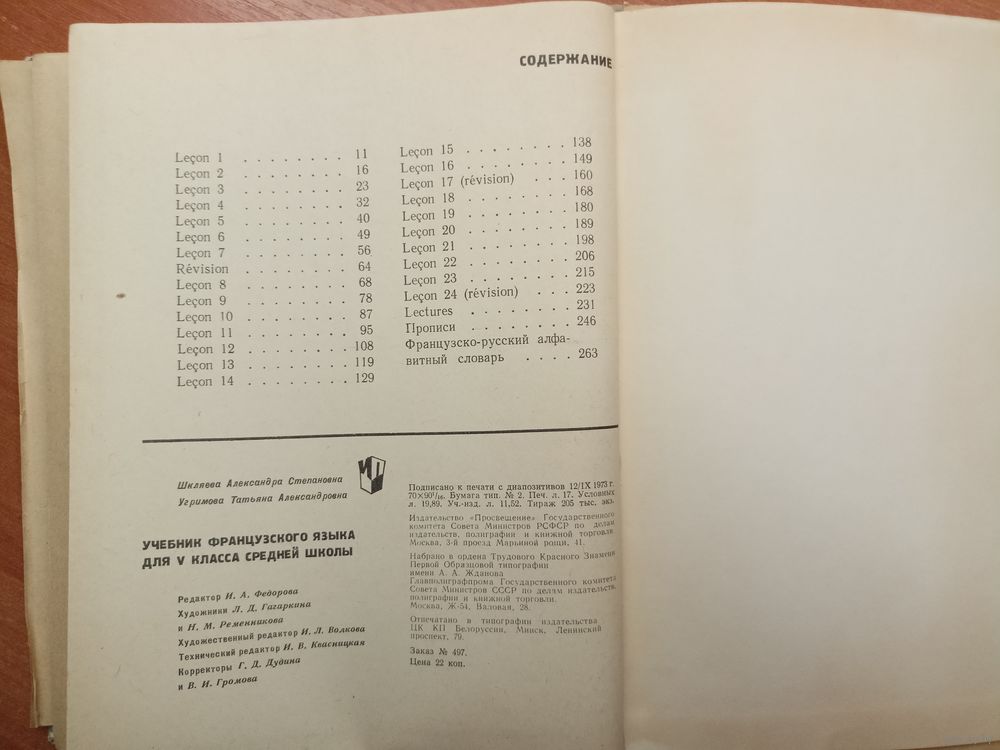 СОДЕРЖАНИЕ
Leçon 1 . . . . . . . . 11
Leçon 2 . . . . . . . . 16
Leçon 3 . . . . . . . . 23
Leçon 4 . . . . . . . . 32
Leçon 5 . . . . . . . . 40
Leçon 6 . . . . . . . . 49
Leçon 7 . . . . . . . . 56
Révision . . . . . . . . 64
Leçon 8 . . . . . . . . 68
Leçon 9 . . . . . . . . 78
Leçon 10 . . . . . . . . 87
Leçon 11 . . . . . . . . 95
Leçon 12 . . . . . . . . 108
Leçon 13 . . . . . . . . 119
Leçon 14 . . . . . . . . 129
Leçon 15 . . . . . . . . 138
Leçon 16 . . . . . . . . 149
Leçon 17 (révision) . . . 160
Leçon 18 . . . . . . . . 168
Leçon 19 . . . . . . . . 180
Leçon 20 . . . . . . . . 189
Leçon 21 . . . . . . . . 198
Leçon 22 . . . . . . . . 206
Leçon 23 . . . . . . . . 215
Leçon 24 (révision) . . . 223
Lectures . . . . . . . . 231
Прописи . . . . . . . . 246
Французско-русский алфа-
витный словарь . . . . 263
Шкляева Александра Степановна
Угримова Татьяна Александровна
УЧЕБНИК ФРАНЦУЗСКОГО ЯЗЫКА
ДЛЯ V КЛАССА СРЕДНЕЙ ШКОЛЫ
Редактор И. А. Федорова
Художники Л. Д. Гагаркина
и Н. М. Ременникова
Художественный редактор И. Л. Волкова
Технический редактор И. В. Квасницкая
Корректоры Г. Д. Дудина
и В. И. Громова
Подписано к печати с диапозитивов 12/IX 1973 г.
70×90¹/₁₆. Бумага тип. № 2. Печ. л. 17. Условных
л. 19,89. Уч.-изд. л. 11,52. Тираж 205 тыс. экз.
Издательство «Просвещение» Государственного
комитета Совета Министров РСФСР по делам
издательств, полиграфии и книжной торговли.
Москва, 3-й проезд Марьиной рощи, 41.
Набрано в ордена Трудового Красного Знамени
Первой Образцовой типографии
имени А. А. Жданова
Главполиграфпрома Государственного комитета
Совета Министров СССР по делам издательств,
полиграфии и книжной торговли.
Москва, Ж-54, Валовая, 28.
Отпечатано в типографии издательства
ЦК КП Белоруссии, Минск, Ленинский
проспект, 79.
Заказ № 497.
Цена 22 коп.